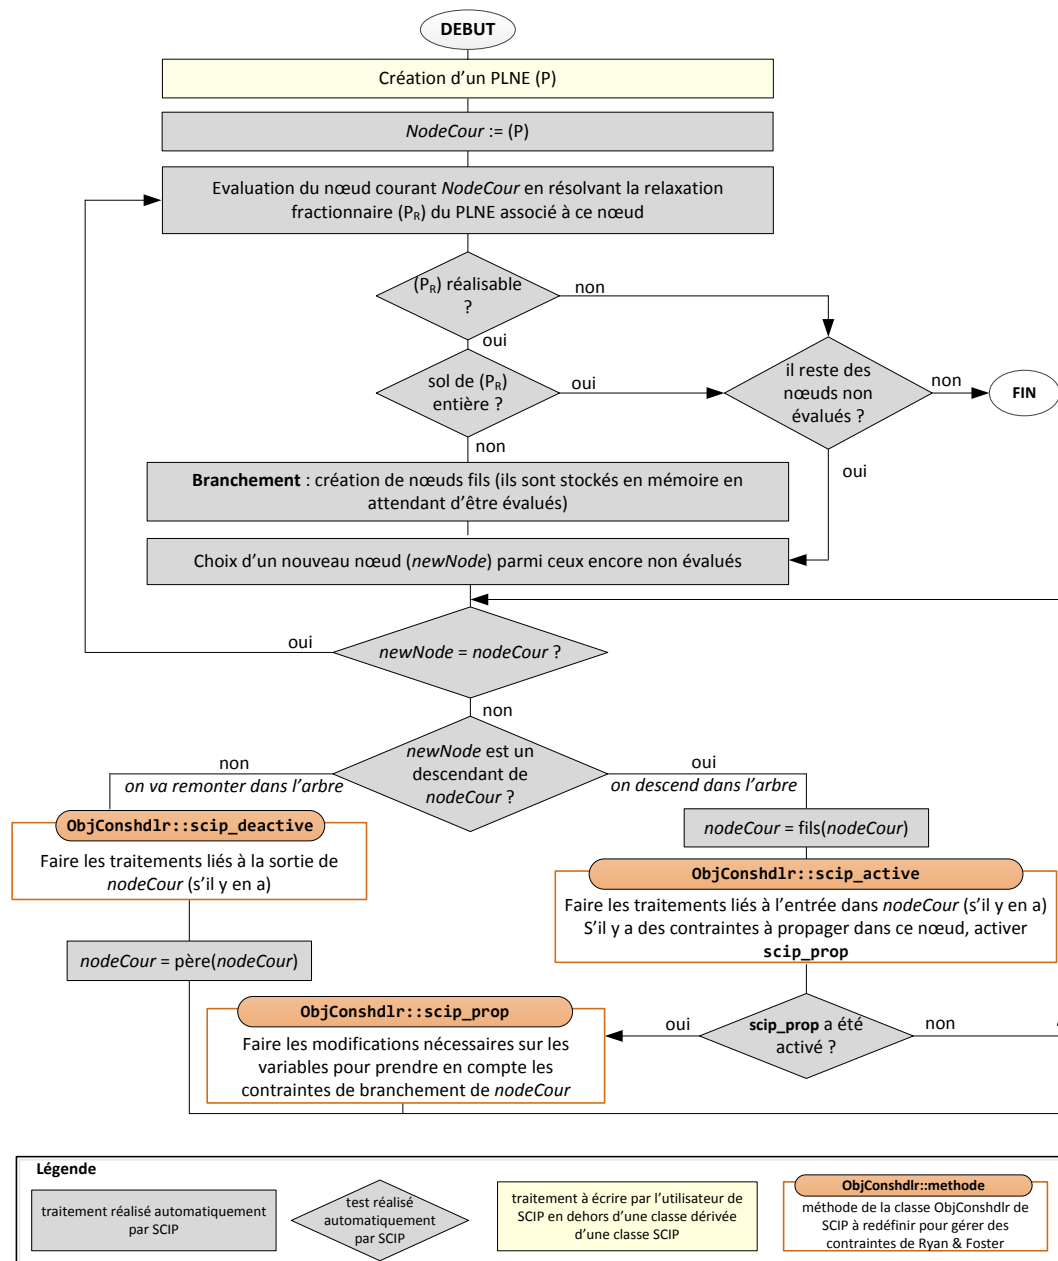 DEBUT
Création d'un PLNE (P)
NodeCour := (P)
Evaluation du nœud courant NodeCour en résolvant la relaxation
fractionnaire (PR) du PLNE associé à ce nœud
(PR) réalisable
?
non
oui
sol de (PR)
entière ?
oui
il reste des
nœuds non
évalués ?
non
FIN
non
oui
Branchement : création de nœuds fils (ils sont stockés en mémoire en
attendant d'être évalués)
Choix d'un nouveau nœud (newNode) parmi ceux encore non évalués
oui
newNode = nodeCour ?
non
newNode est un
descendant de
nodeCour ?
non
on va remonter dans l'arbre
oui
on descend dans l'arbre
ObjConshdlr::scip_deactive
Faire les traitements liés à la sortie de
nodeCour (s'il y en a)
nodeCour = fils(nodeCour)
ObjConshdlr::scip_active
Faire les traitements liés à l'entrée dans nodeCour (s'il y en a)
S'il y a des contraintes à propager dans ce nœud, activer
scip_prop
nodeCour = père(nodeCour)
ObjConshdlr::scip_prop
Faire les modifications nécessaires sur les
variables pour prendre en compte les
contraintes de branchement de nodeCour
oui
scip_prop a été
activé ?
non
Légende
traitement réalisé automatiquement
par SCIP
test réalisé
automatiquement
par SCIP
traitement à écrire par l'utilisateur de
SCIP en dehors d'une classe dérivée
d'une classe SCIP
ObjConshdlr::methode
méthode de la classe ObjConshdlr de
SCIP à redéfinir pour gérer des
contraintes de Ryan & Foster